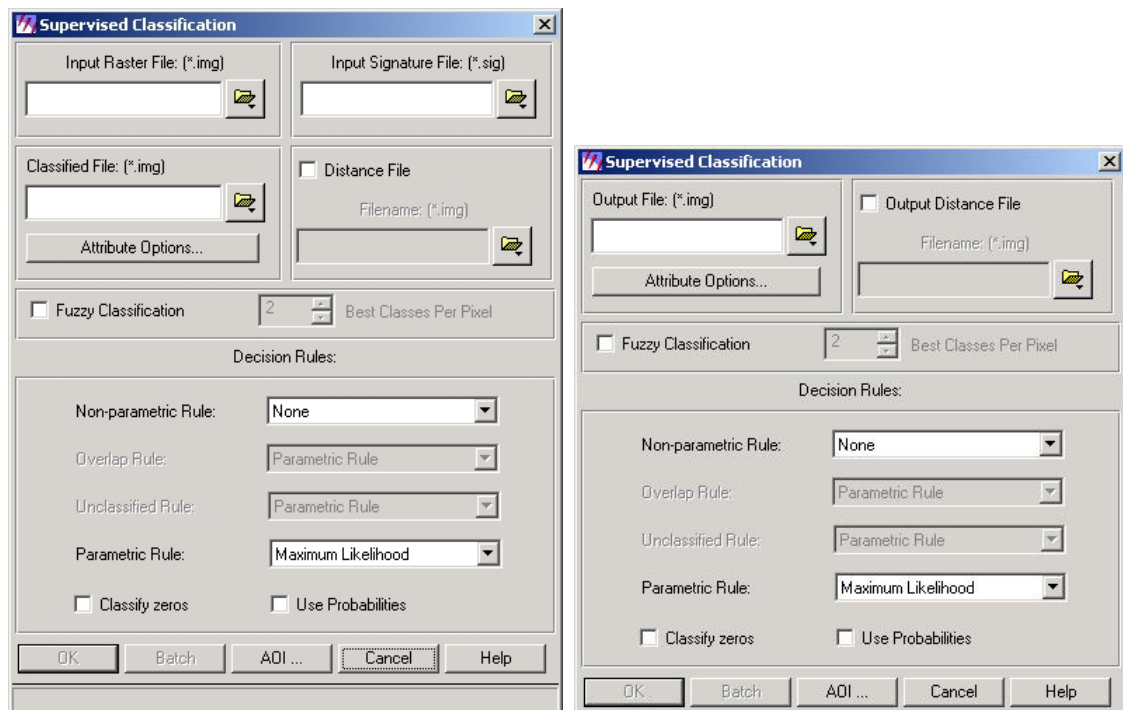 Supervised Classification
Input Raster File: (*.img)
Input Signature File: (*.sig)
Classified File: (*.img)
Distance File
Filename: (*.img)
Attribute Options...
Fuzzy Classification
2
Best Classes Per Pixel
Decision Rules:
Non-parametric Rule:
None
Overlap Rule:
Parametric Rule
Unclassified Rule:
Parametric Rule
Parametric Rule:
Maximum Likelihood
Classify zeros
Use Probabilities
OK
Batch
AOI ...
Cancel
Help
Supervised Classification
Output File: (*.img)
Output Distance File
Filename: (*.img)
Attribute Options...
Fuzzy Classification
2
Best Classes Per Pixel
Decision Rules:
Non-parametric Rule:
None
Overlap Rule:
Parametric Rule
Unclassified Rule:
Parametric Rule
Parametric Rule:
Maximum Likelihood
Classify zeros
Use Probabilities
OK
Batch
AOI ...
Cancel
Help